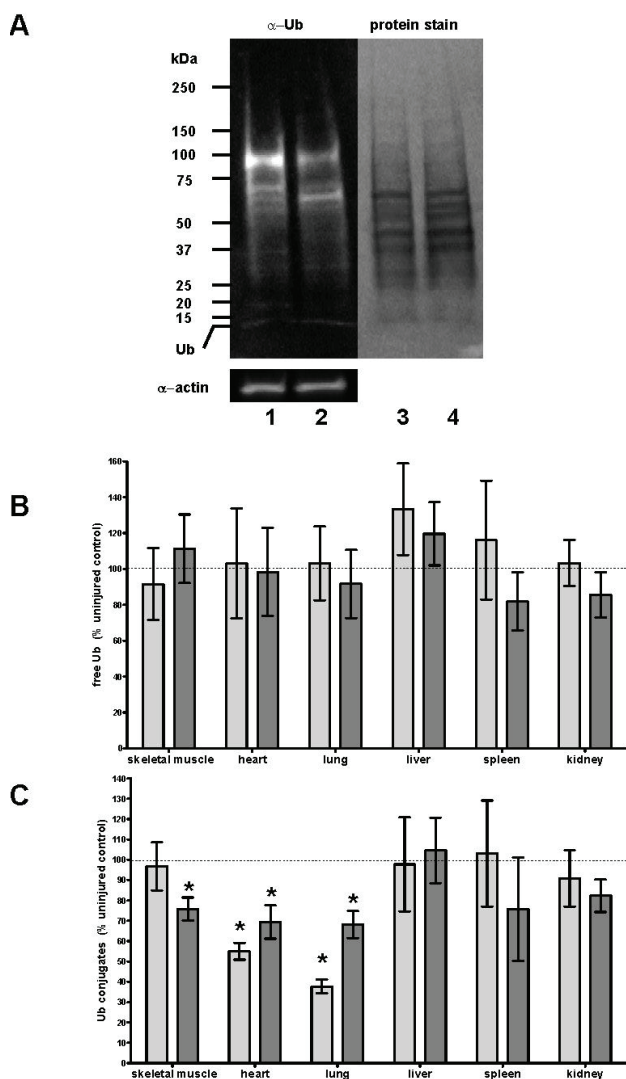 A
α–Ub protein stain
kDa
250
150
100
75
50
37
25
20
15
Ub
α–actin
1 2 3 4
B
free Ub (% uninjured control)
160
140
120
100
80
60
40
20
0
skeletal muscle heart lung liver spleen kidney
C
Ub conjugates (% uninjured control)
140
130
120
110
100
90
80
70
60
50
40
30
20
10
0
* * * * *
skeletal muscle heart lung liver spleen kidney